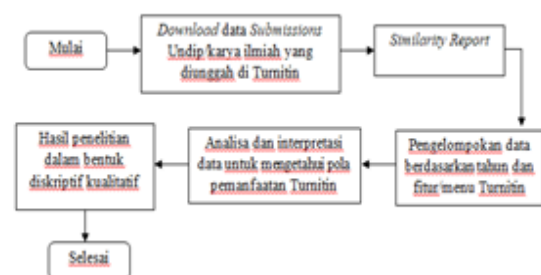 Mulai
Download data Submissions
Undip/karya ilmiah yang
diunggah di Turnitin
Similarity Report
Pengelompokan data
berdasarkan tahun dan
fitur/menu Turnitin
Analisa dan interpretasi
data untuk mengetahui pola
pemanfaatan Turnitin
Hasil penelitian
dalam bentuk
diskriptif kualitatif
Selesai